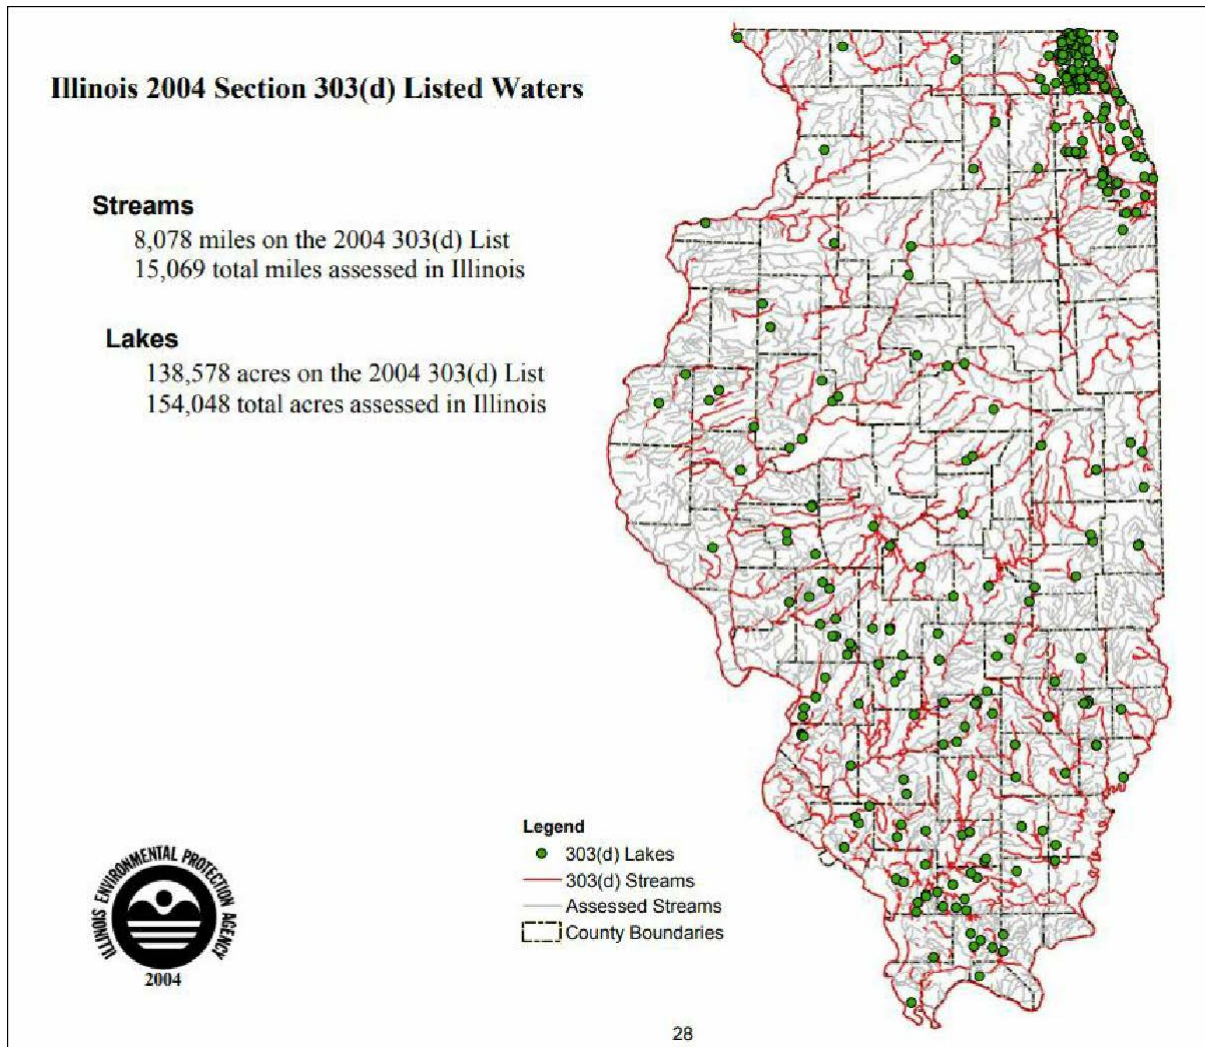 Illinois 2004 Section 303(d) Listed Waters
Streams
8,078 miles on the 2004 303(d) List
15,069 total miles assessed in Illinois
Lakes
138,578 acres on the 2004 303(d) List
154,048 total acres assessed in Illinois
Legend
303(d) Lakes
303(d) Streams
Assessed Streams
County Boundaries
ILLINOIS ENVIRONMENTAL PROTECTION AGENCY
2004
28